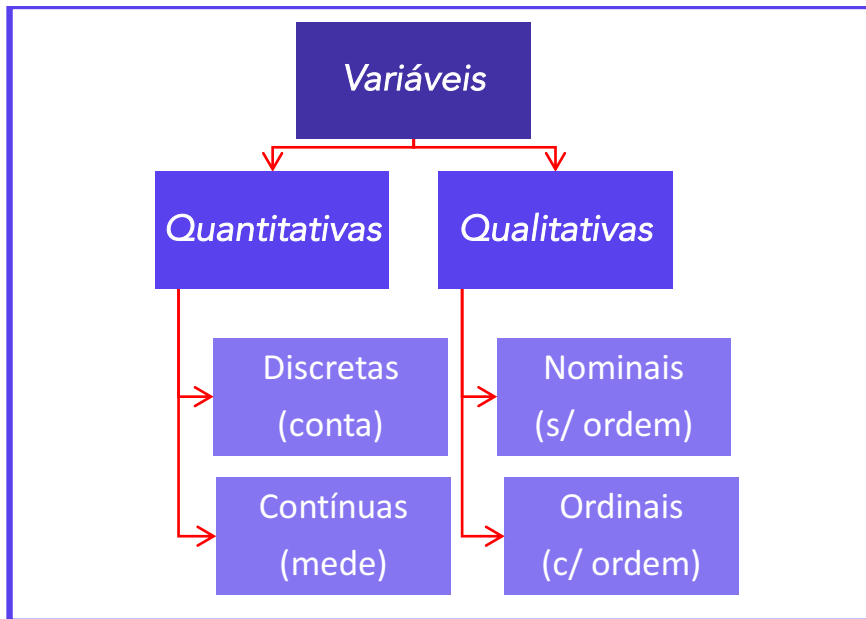 Variáveis
Quantitativas
Qualitativas
Discretas
(conta)
Nominais
(s/ ordem)
Contínuas
(mede)
Ordinais
(c/ ordem)